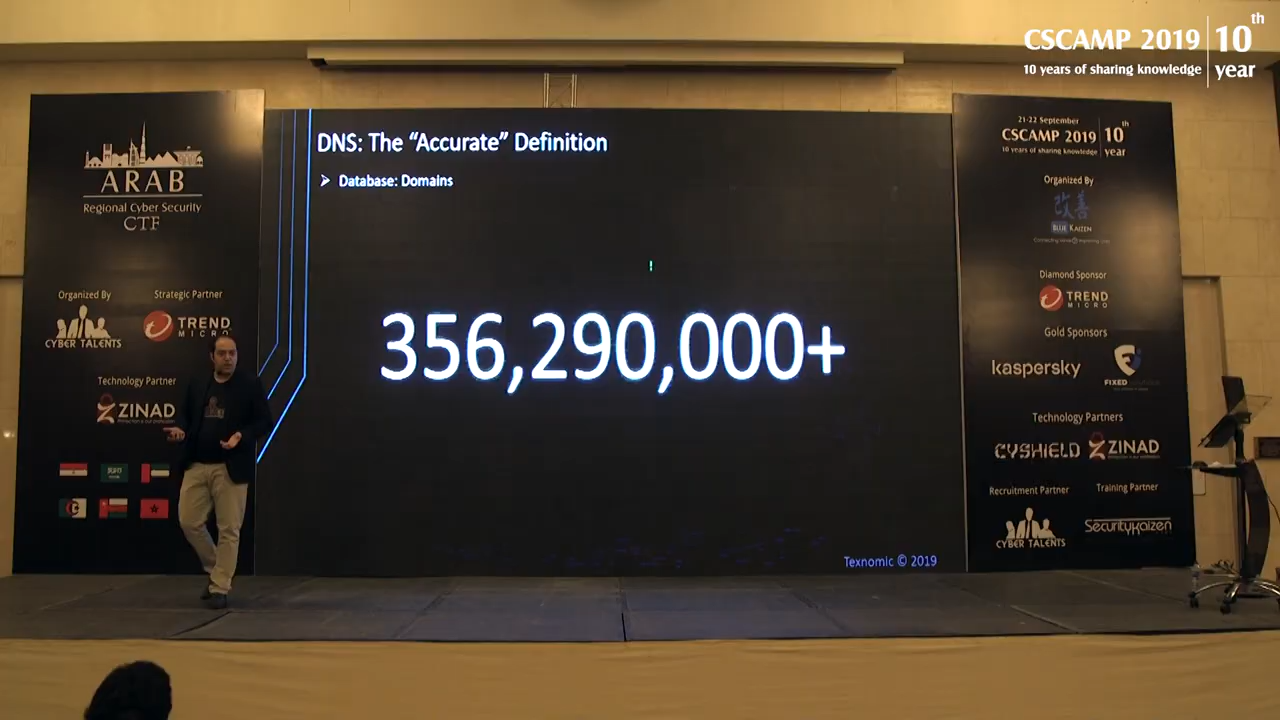 CSCAMP 2019 10th year
10 years of sharing knowledge
ARAB
Regional Cyber Security
CTF
Organized By
CYBER TALENTS
Strategic Partner
TREND
MICRO
Technology Partner
ZINAD
DNS: The “Accurate” Definition
➢ Database: Domains
356,290,000+
Texnomic © 2019
21-22 September
CSCAMP 2019 10th year
10 years of sharing knowledge
Organized By
改善
BLUE KAIZEN
Diamond Sponsor
TREND
MICRO
Gold Sponsors
kaspersky
FIXED
Technology Partners
CYSHIELD
ZINAD
Recruitment Partner
CYBER TALENTS
Training Partner
Securitykaizen